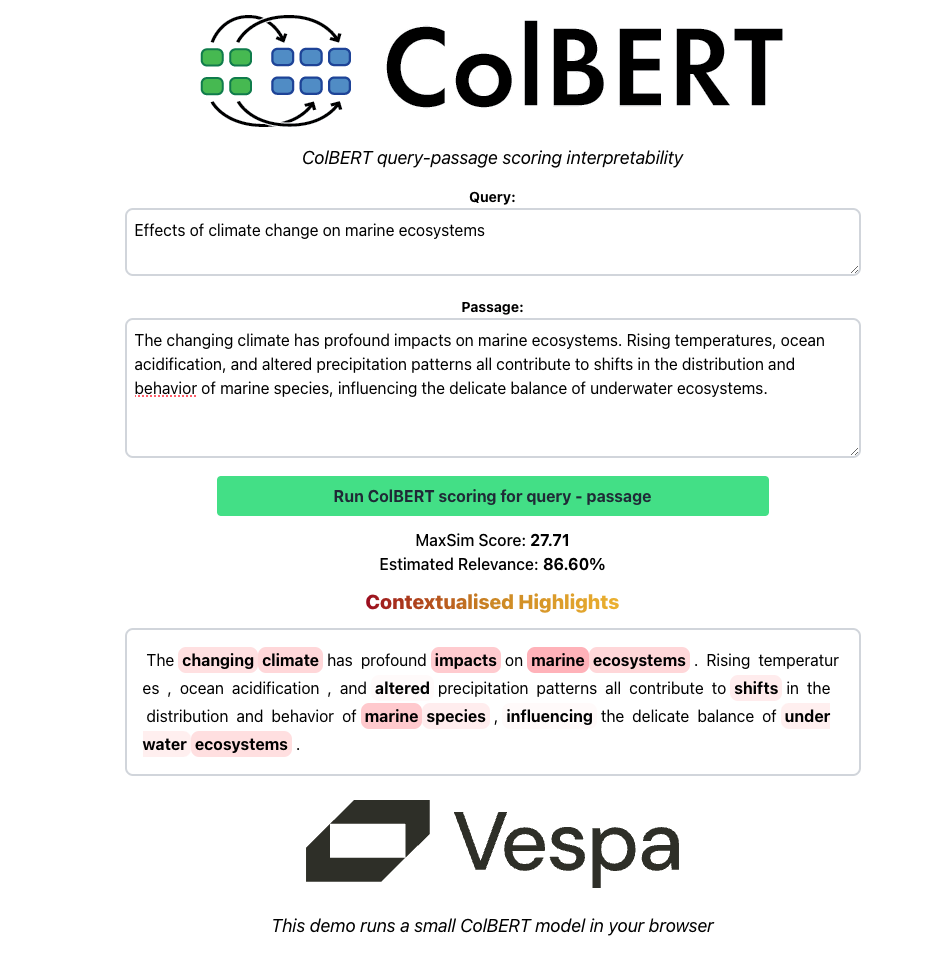 ColBERT
ColBERT query-passage scoring interpretability
Query:
Effects of climate change on marine ecosystems
Passage:
The changing climate has profound impacts on marine ecosystems. Rising temperatures, ocean
acidification, and altered precipitation patterns all contribute to shifts in the distribution and
behavior of marine species, influencing the delicate balance of underwater ecosystems.
Run ColBERT scoring for query - passage
MaxSim Score: 27.71
Estimated Relevance: 86.60%
Contextualised Highlights
The changing climate has profound impacts on marine ecosystems . Rising temperatur
es , ocean acidification , and altered precipitation patterns all contribute to shifts in the
distribution and behavior of marine species , influencing the delicate balance of under
water ecosystems .
Vespa
This demo runs a small ColBERT model in your browser